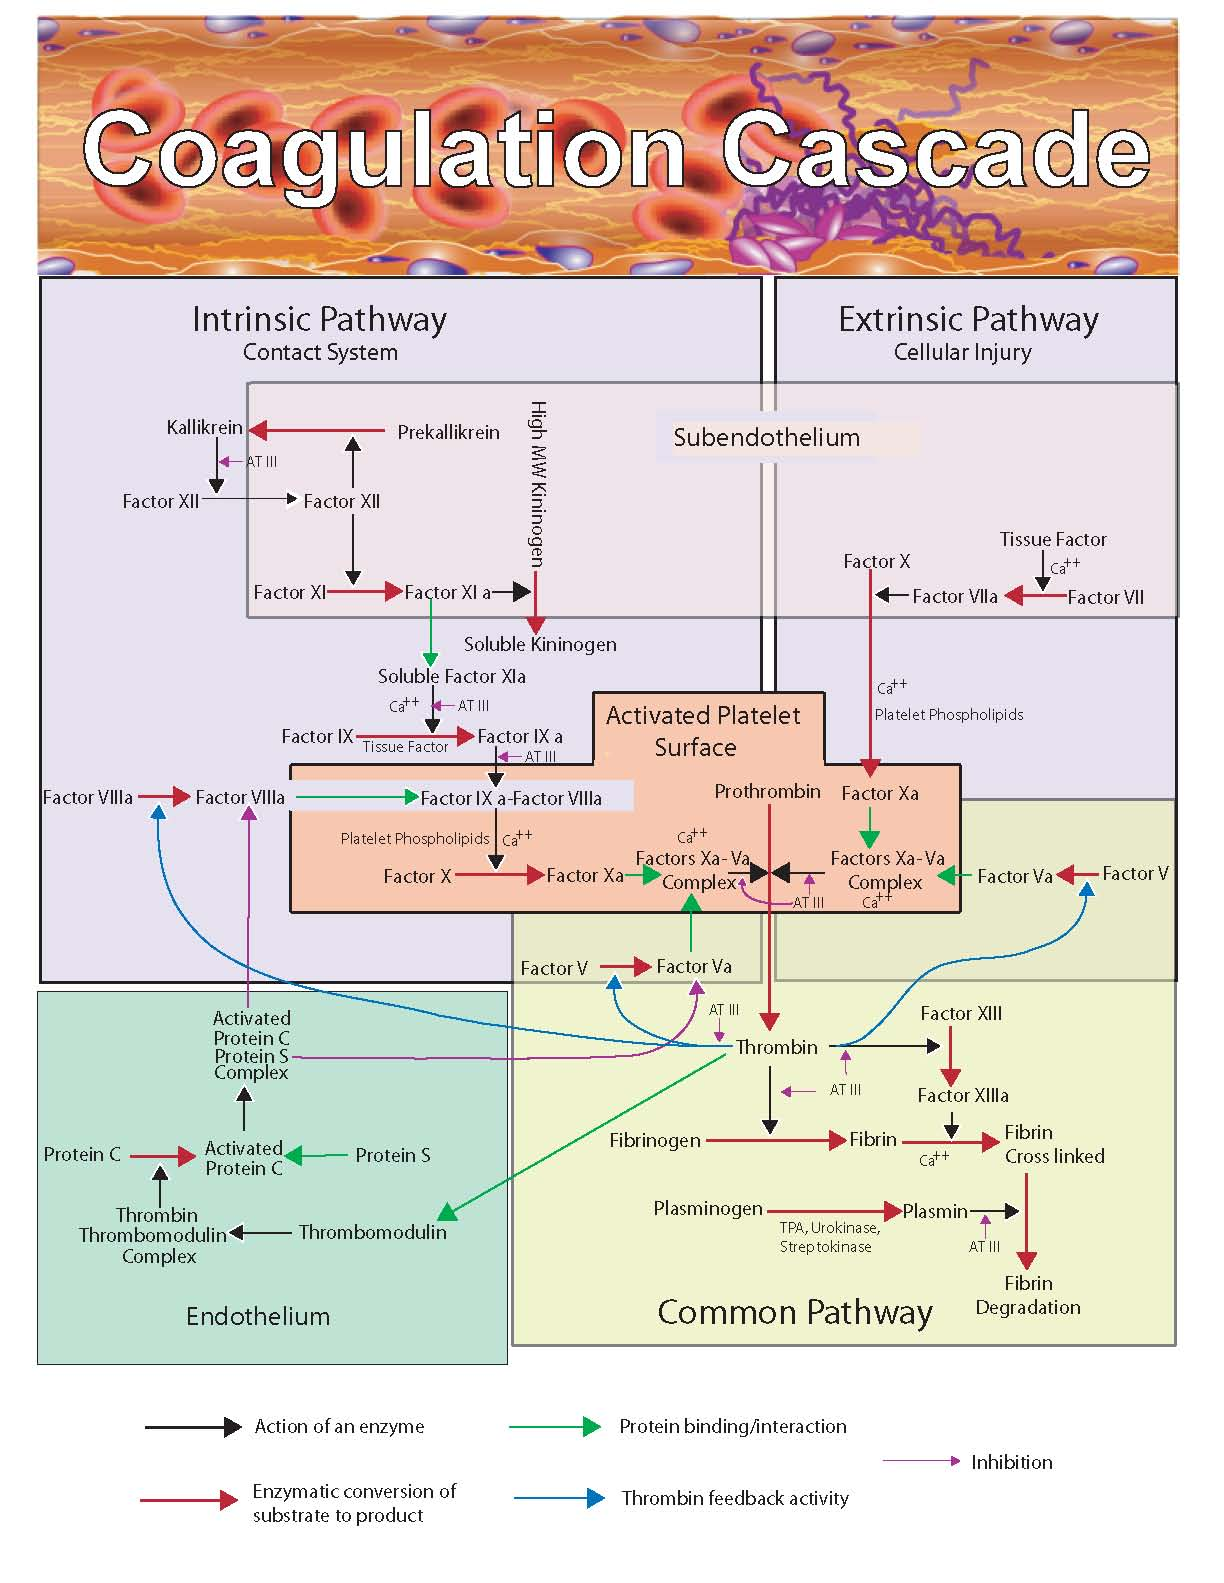 Coagulation Cascade
Intrinsic Pathway
Contact System
Extrinsic Pathway
Cellular Injury
Subendothelium
Kallikrein
Prekallikrein
High MW Kininogen
AT III
Factor XII
Factor XII
Factor XI
Factor XI a
Soluble Kininogen
Tissue Factor
Ca++
Factor X
Factor VIIa
Factor VII
Soluble Factor XIa
Ca++
AT III
Factor IX
Tissue Factor
Factor IX a
AT III
Ca++
Platelet Phospholipids
Activated Platelet
Surface
Factor VIIIa
Factor VIIIa
Factor IX a-Factor VIIIa
Prothrombin
Factor Xa
Platelet Phospholipids
Ca++
Factor X
Factor Xa
Ca++
Factors Xa-Va
Complex
Factors Xa-Va
Complex
Ca++
AT III
Factor Va
Factor V
Factor V
Factor Va
AT III
Thrombin
AT III
Factor XIII
Factor XIIIa
Fibrinogen
Fibrin
Ca++
Fibrin
Cross linked
Plasminogen
TPA, Urokinase,
Streptokinase
Plasmin
AT III
Fibrin
Degradation
Common Pathway
Activated
Protein C
Protein S
Complex
Protein C
Activated
Protein C
Protein S
Thrombin
Thrombomodulin
Complex
Thrombomodulin
Endothelium
Action of an enzyme
Protein binding/interaction
Inhibition
Enzymatic conversion of
substrate to product
Thrombin feedback activity